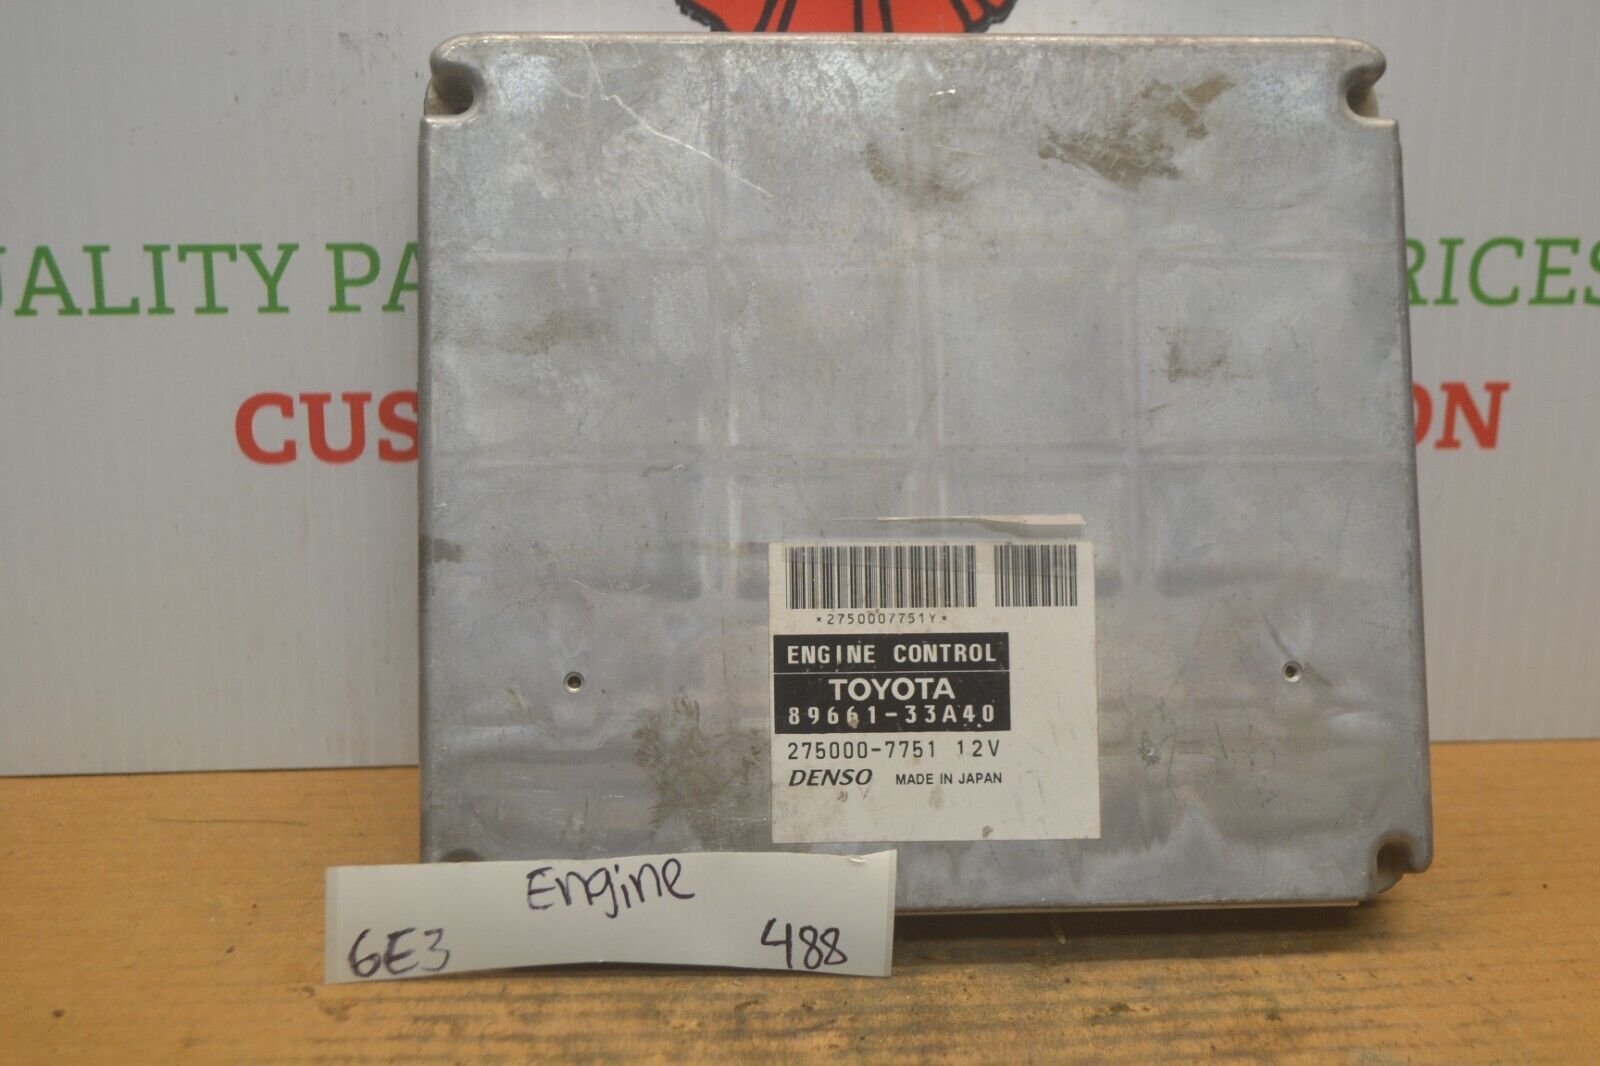 UALITY PA RICES
CUS ON
*2750007751Y*
ENGINE CONTROL
TOYOTA
89661-33A40
275000-7751 12V
DENSO MADE IN JAPAN
Engine
6E3 488